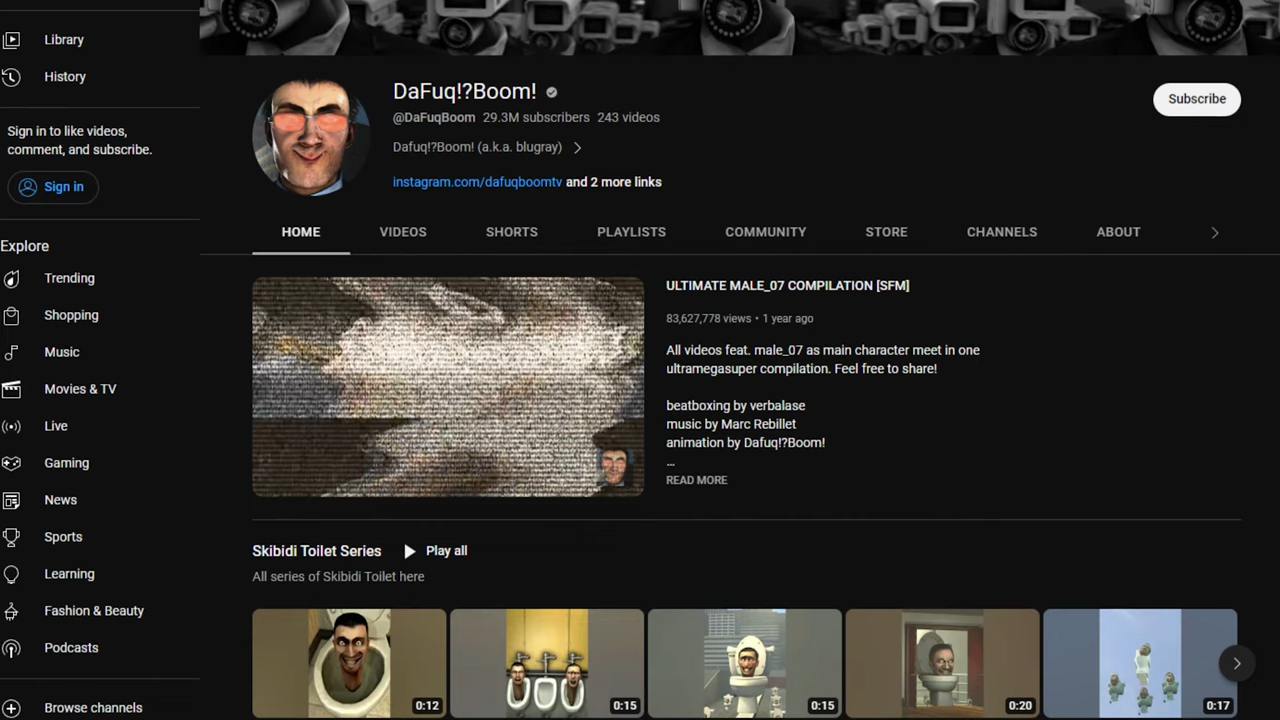 Library
History
Sign in to like videos,
comment, and subscribe.
Sign in
Explore
Trending
Shopping
Music
Movies & TV
Live
Gaming
News
Sports
Learning
Fashion & Beauty
Podcasts
Browse channels
DaFuq!?Boom!
@DaFuqBoom 29.3M subscribers 243 videos
Dafuq!?Boom! (a.k.a. blugray)
instagram.com/dafuqboomtv and 2 more links
Subscribe
HOME VIDEOS SHORTS PLAYLISTS COMMUNITY STORE CHANNELS ABOUT
ULTIMATE MALE_07 COMPILATION [SFM]
83,627,778 views • 1 year ago
All videos feat. male_07 as main character meet in one
ultramegasuper compilation. Feel free to share!
beatboxing by verbalase
music by Marc Rebillet
animation by Dafuq!?Boom!
...
READ MORE
Skibidi Toilet Series Play all
All series of Skibidi Toilet here
0:12 0:15 0:15 0:20 0:17